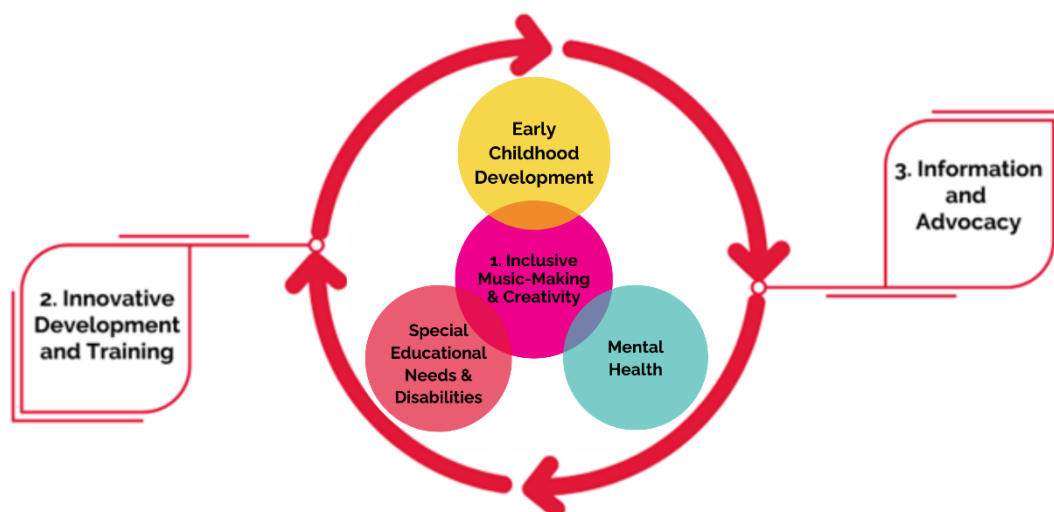 Early
Childhood
Development
3. Information
and
Advocacy
1. Inclusive
Music-Making
& Creativity
2. Innovative
Development
and Training
Special
Educational
Needs &
Disabilities
Mental
Health